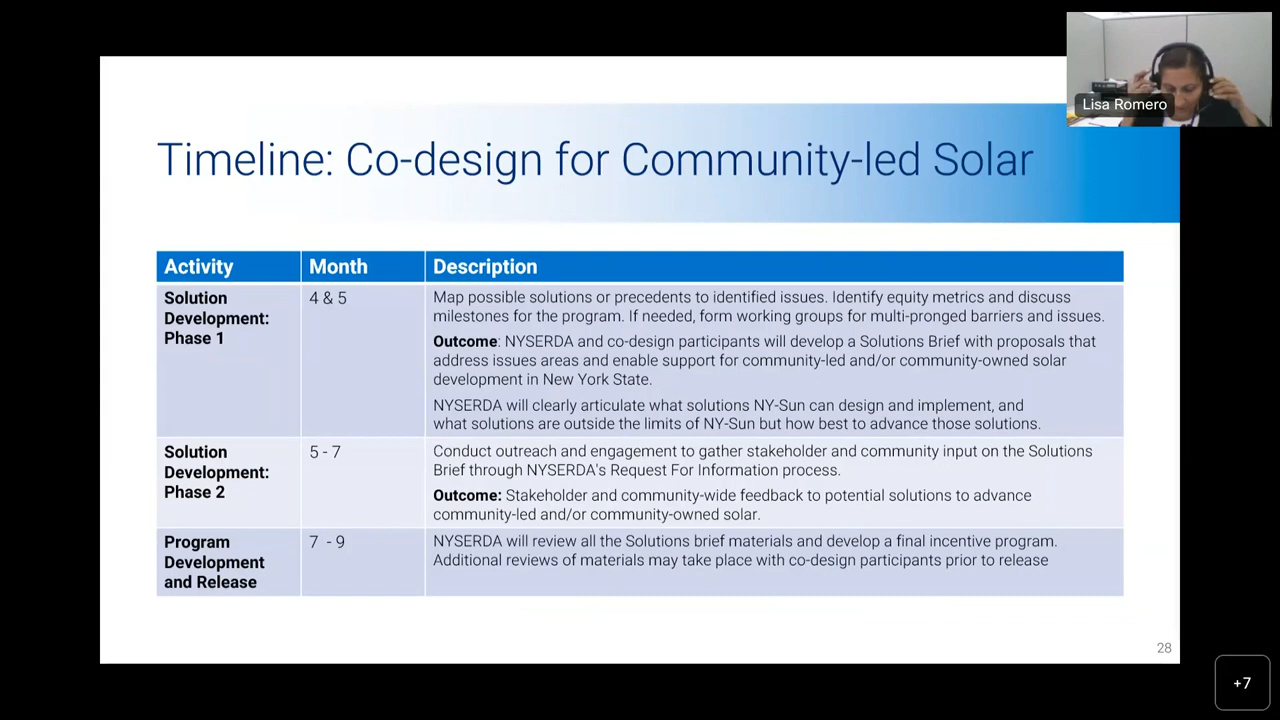 Lisa Romero
Timeline: Co-design for Community-led Solar
Activity Month Description
Solution
Development:
Phase 1
4 & 5
Map possible solutions or precedents to identified issues. Identify equity metrics and discuss
milestones for the program. If needed, form working groups for multi-pronged barriers and issues.
Outcome: NYSERDA and co-design participants will develop a Solutions Brief with proposals that
address issues areas and enable support for community-led and/or community-owned solar
development in New York State.
NYSERDA will clearly articulate what solutions NY-Sun can design and implement, and
what solutions are outside the limits of NY-Sun but how best to advance those solutions.
Solution
Development:
Phase 2
5 - 7
Conduct outreach and engagement to gather stakeholder and community input on the Solutions
Brief through NYSERDA's Request For Information process.
Outcome: Stakeholder and community-wide feedback to potential solutions to advance
community-led and/or community-owned solar.
Program
Development
and Release
7 - 9
NYSERDA will review all the Solutions brief materials and develop a final incentive program.
Additional reviews of materials may take place with co-design participants prior to release
28
+7